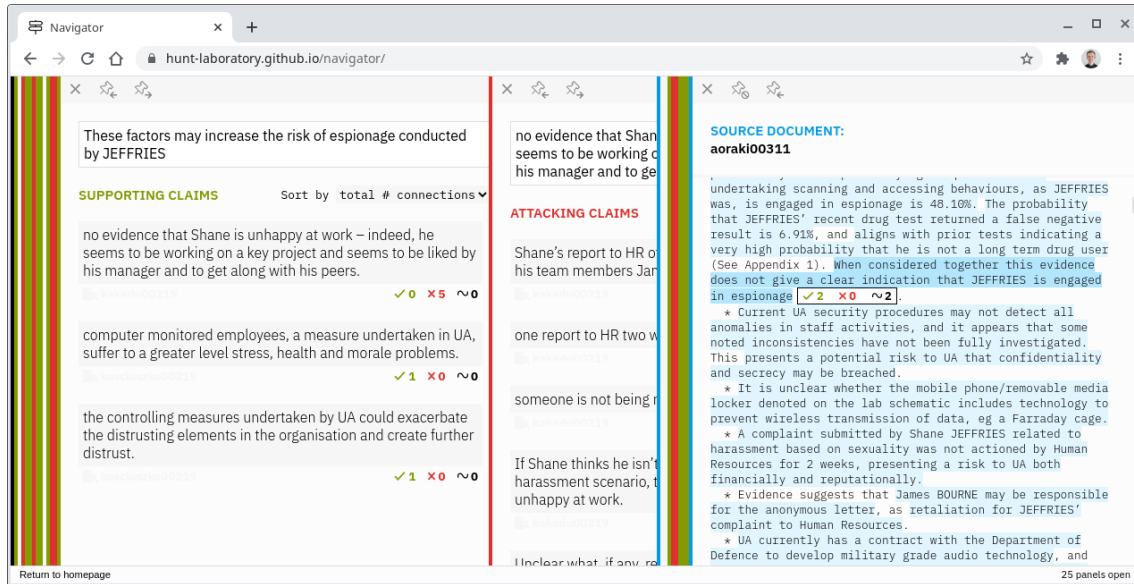 Navigator
hunt-laboratory.github.io/navigator/
These factors may increase the risk of espionage conducted
by JEFFRIES
SUPPORTING CLAIMS
Sort by total # connections
no evidence that Shane is unhappy at work – indeed, he
seems to be working on a key project and seems to be liked by
his manager and to get along with his peers.
kakadu00219
0 5 0
computer monitored employees, a measure undertaken in UA,
suffer to a greater level stress, health and morale problems.
kosciuszko00219
1 0 0
the controlling measures undertaken by UA could exacerbate
the distrusting elements in the organisation and create further
distrust.
kosciuszko00219
1 0 0
no evidence that Shan
seems to be working o
his manager and to ge
ATTACKING CLAIMS
Shane's report to HR of
his team members Jan
kakadu00219
one report to HR two w
kakadu00219
someone is not being r
kakadu00219
If Shane thinks he isn't
harassment scenario, t
unhappy at work.
kakadu00219
Unclear what, if any, re
SOURCE DOCUMENT:
aoraki00311
undertaking scanning and accessing behaviours, as JEFFRIES
was, is engaged in espionage is 48.10%. The probability
that JEFFRIES' recent drug test returned a false negative
result is 6.91%, and aligns with prior tests indicating a
very high probability that he is not a long term drug user
(See Appendix 1). When considered together this evidence
does not give a clear indication that JEFFRIES is engaged
in espionage 2 0 2.
* Current UA security procedures may not detect all
anomalies in staff activities, and it appears that some
noted inconsistencies have not been fully investigated.
This presents a potential risk to UA that confidentiality
and secrecy may be breached.
* It is unclear whether the mobile phone/removable media
locker denoted on the lab schematic includes technology to
prevent wireless transmission of data, eg a Farraday cage.
* A complaint submitted by Shane JEFFRIES related to
harassment based on sexuality was not actioned by Human
Resources for 2 weeks, presenting a risk to UA both
financially and reputationally.
* Evidence suggests that James BOURNE may be responsible
for the anonymous letter, as retaliation for JEFFRIES'
complaint to Human Resources.
* UA currently has a contract with the Department of
Defence to develop military grade audio technology, and
Return to homepage
25 panels open